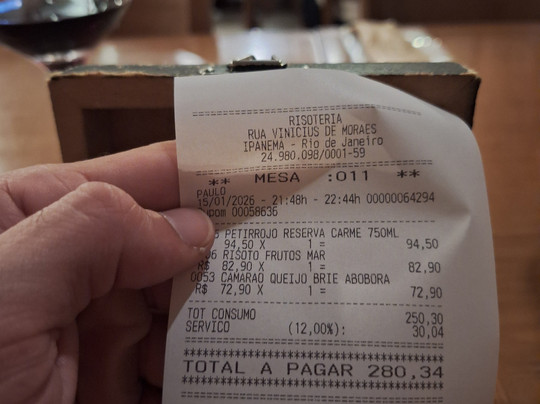 RISOTERIA
RUA VINICIUS DE MORAES
IPANEMA - Rio de Janeiro
24.980.098/0001-59
** MESA :011 **
PAULO
15/01/2026 - 21:48h - 22:44h 00000064294
00058636
PETIRROJO RESERVA CARME 750ML
94,50 X 1 = 94,50
RISOTO FRUTOS MAR
R$ 82,90 X 1 = 82,90
0053 CAMARAO QUEIJO BRIE ABOBORA
R$ 72,90 X 1 = 72,90
TOT CONSUMO 250,30
SERVICO (12,00%): 30,04
TOTAL A PAGAR 280,34